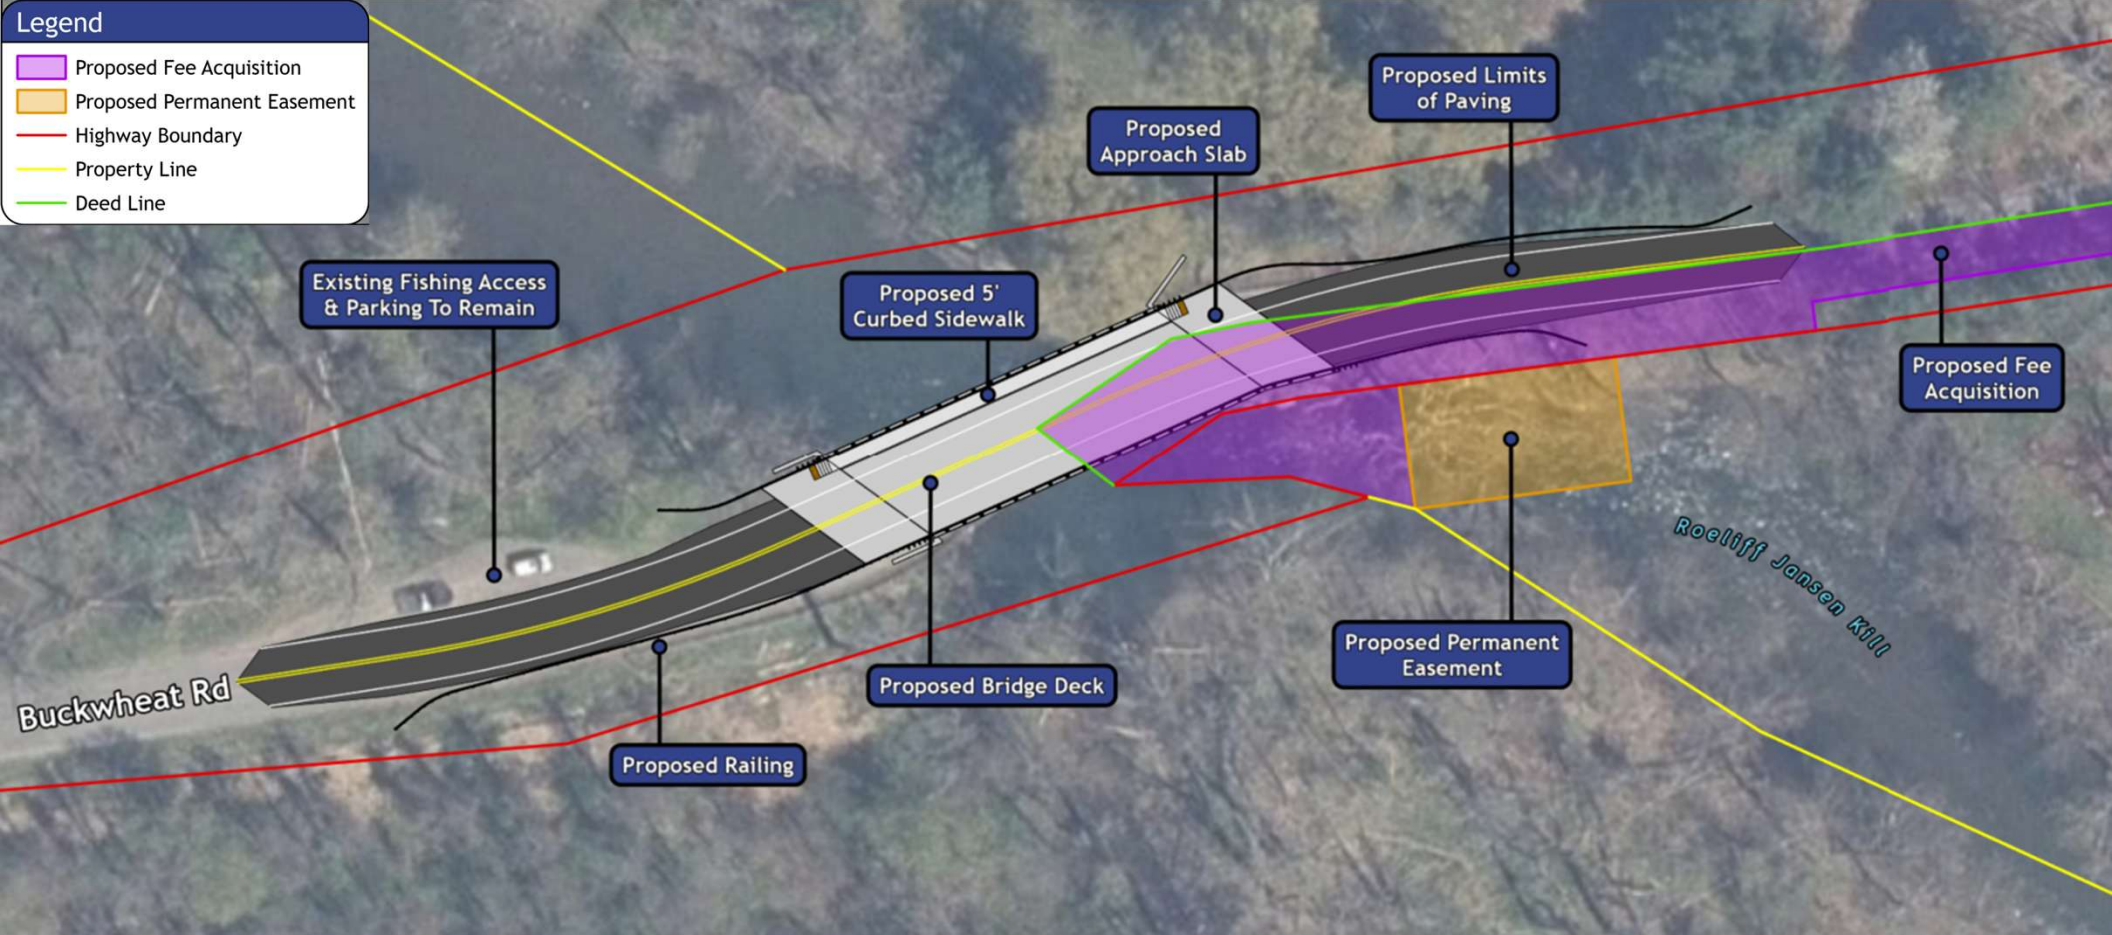 Legend
Proposed Fee Acquisition
Proposed Permanent Easement
Highway Boundary
Property Line
Deed Line
Proposed Limits
of Paving
Proposed
Approach Slab
Existing Fishing Access
& Parking To Remain
Proposed 5'
Curbed Sidewalk
Proposed Fee
Acquisition
Roeliff Jansen Kill
Proposed Permanent
Easement
Proposed Bridge Deck
Buckwheat Rd
Proposed Railing